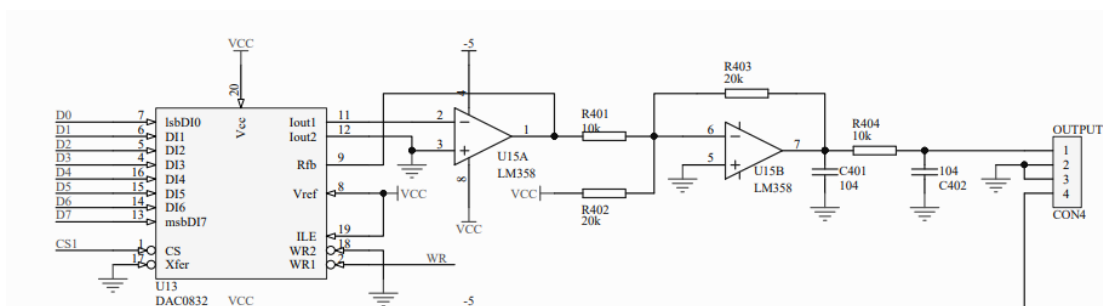 VCC
-5
R403
20k
20
4
D0 7 lsbDI0
D1 6 DI1
D2 5 DI2
D3 4 DI3
D4 16 DI4
D5 15 DI5
D6 14 DI6
D7 13 msbDI7
Vcc
Iout1 11
Iout2 12
Rfb 9
Vref 8 VCC
ILE 19
WR2 18
WR1 2 WR
CS1 1 CS
17 Xfer
U13
DAC0832
VCC
-5
2
3
1
8
U15A
LM358
VCC
R401
10k
VCC
R402
20k
6
5
7
U15B
LM358
R404
10k
C401
104
104
C402
OUTPUT
1
2
3
4
CON4